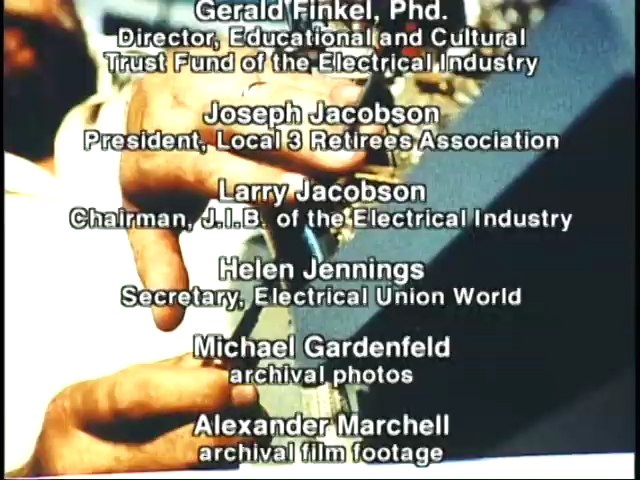 Gerald Finkel, Phd.
Director, Educational and Cultural
Trust Fund of the Electrical Industry
Joseph Jacobson
President, Local 3 Retirees Association
Larry Jacobson
Chairman, J.I.B. of the Electrical Industry
Helen Jennings
Secretary, Electrical Union World
Michael Gardenfeld
archival photos
Alexander Marchell
archival film footage